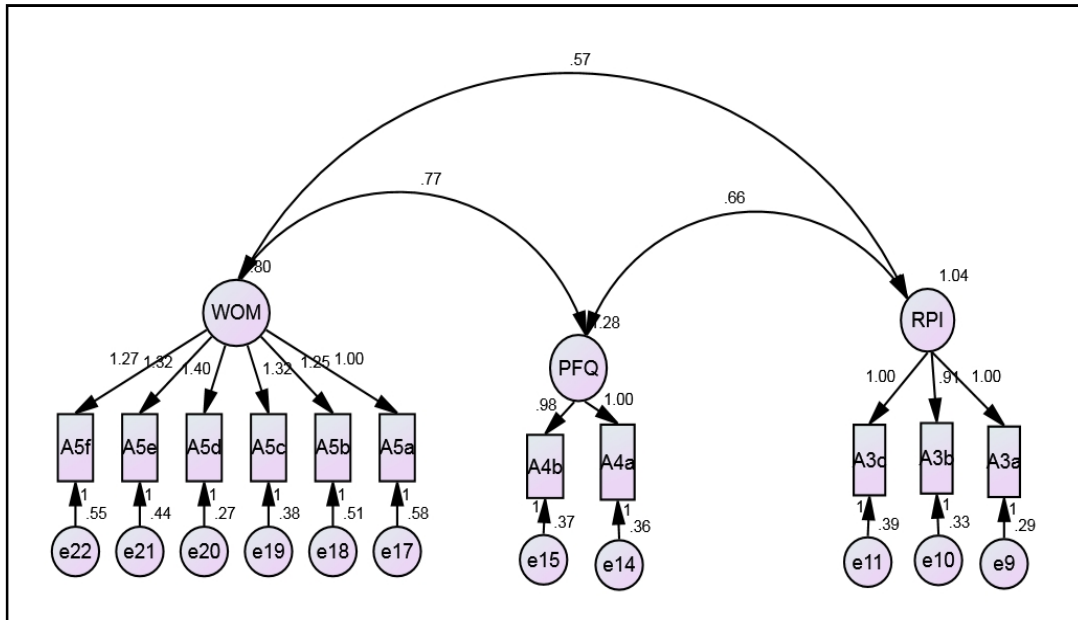 .57
.77
.66
.80
1.04
WOM
1.28
RPI
PFQ
1.27
1.32
1.40
1.32
1.25
1.00
.98
1.00
1.00
.91
1.00
A5f
A5e
A5d
A5c
A5b
A5a
A4b
A4a
A3c
A3b
A3a
1
1
1
1
1
1
1
1
1
1
1
.55
.44
.27
.38
.51
.58
.37
.36
.39
.33
.29
e22
e21
e20
e19
e18
e17
e15
e14
e11
e10
e9